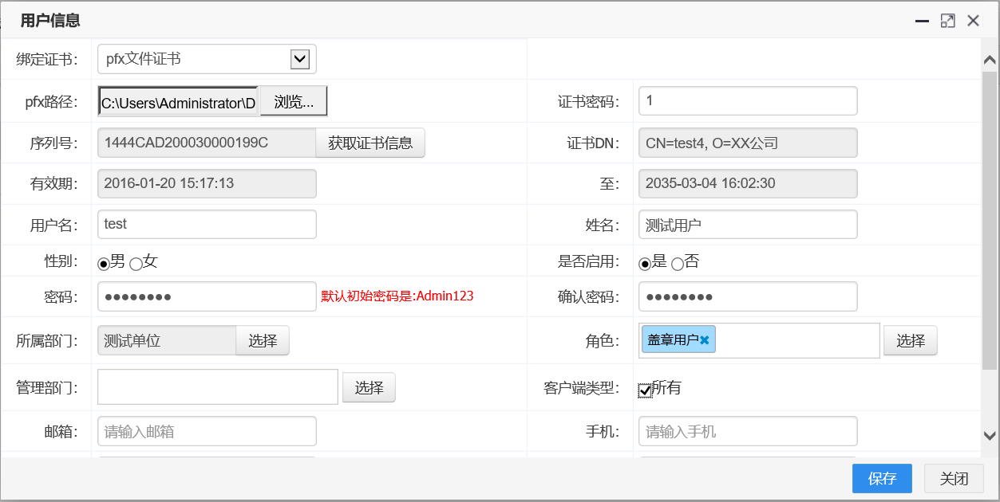 用户信息
绑定证书： pfx文件证书
pfx路径： C:\Users\Administrator\D 浏览... 证书密码： 1
序列号： 1444CAD200030000199C 获取证书信息 证书DN： CN=test4, O=XX公司
有效期： 2016-01-20 15:17:13 至： 2035-03-04 16:02:30
用户名： test 姓名： 测试用户
性别： 男 女 是否启用： 是 否
密码： ●●●●●●●● 默认初始密码是:Admin123 确认密码： ●●●●●●●●
所属部门： 测试单位 选择 角色： 盖章用户 选择
管理部门： 选择 客户端类型： 所有
邮箱： 请输入邮箱 手机： 请输入手机
保存 关闭